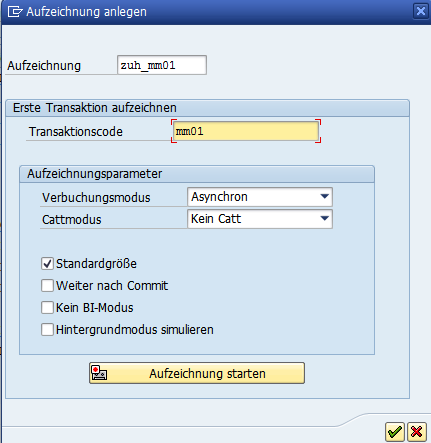 Aufzeichnung anlegen
Aufzeichnung zuh_mm01
Erste Transaktion aufzeichnen
Transaktionscode mm01
Aufzeichnungsparameter
Verbuchungsmodus Asynchron
Cattmodus Kein Catt
Standardgröße
Weiter nach Commit
Kein BI-Modus
Hintergrundmodus simulieren
Aufzeichnung starten